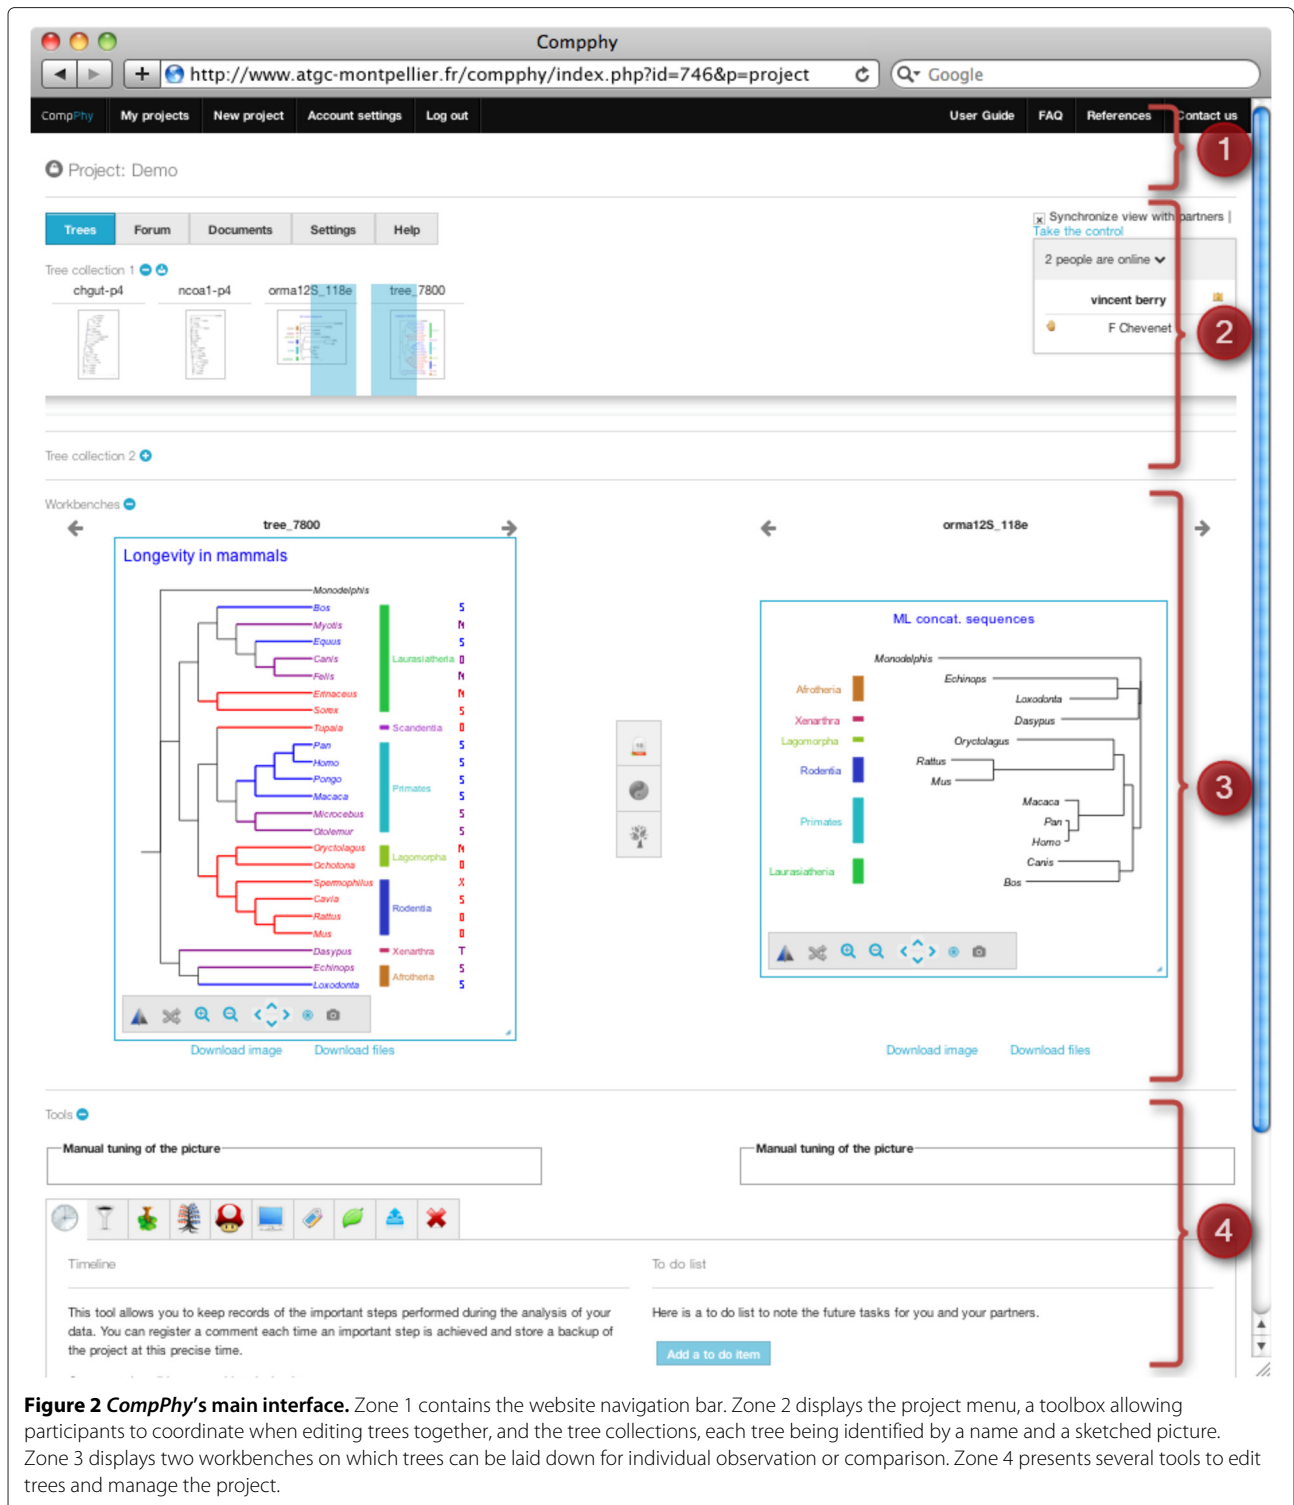 Compphy
http://www.atgc-montpellier.fr/compphy/index.php?id=746&p=project
Google
CompPhy My projects New project Account settings Log out User Guide FAQ References Contact us
1
Project: Demo
Trees Forum Documents Settings Help
x Synchronize view with partners |
Take the control
2 people are online
vincent berry
F Chevenet
2
Tree collection 1
chgut-p4 ncoa1-p4 orma12S_118e tree_7800
Tree collection 2
Workbenches
tree_7800
Longevity in mammals
Monodelphis
Bos S
Myotis N
Equus S
Canis Laurasiatheria D
Felis N
Erinaceus N
Sorex S
Tupaia Scandentia D
Pan S
Homo S
Pongo S
Primates
Macaca S
Microcebus S
Otolemur S
Oryctolagus N
Lagomorpha
Ochotona D
Spermophilus X
Cavia S
Rodentia
Rattus D
Mus D
Dasypus Xenarthra T
Echinops S
Afrotheria
Loxodonta S
Download image Download files
orma12S_118e
ML concat. sequences
Monodelphis
Echinops
Afrotheria
Loxodonta
Xenarthra Dasypus
Lagomorpha Oryctolagus
Rattus
Rodentia
Mus
Macaca
Primates Pan
Homo
Canis
Laurasiatheria
Bos
Download image Download files
3
Tools
Manual tuning of the picture
Manual tuning of the picture
4
Timeline
This tool allows you to keep records of the important steps performed during the analysis of your
data. You can register a comment each time an important step is achieved and store a backup of
the project at this precise time.
To do list
Here is a to do list to note the future tasks for you and your partners.
Add a to do item
Figure 2 CompPhy's main interface. Zone 1 contains the website navigation bar. Zone 2 displays the project menu, a toolbox allowing
participants to coordinate when editing trees together, and the tree collections, each tree being identified by a name and a sketched picture.
Zone 3 displays two workbenches on which trees can be laid down for individual observation or comparison. Zone 4 presents several tools to edit
trees and manage the project.